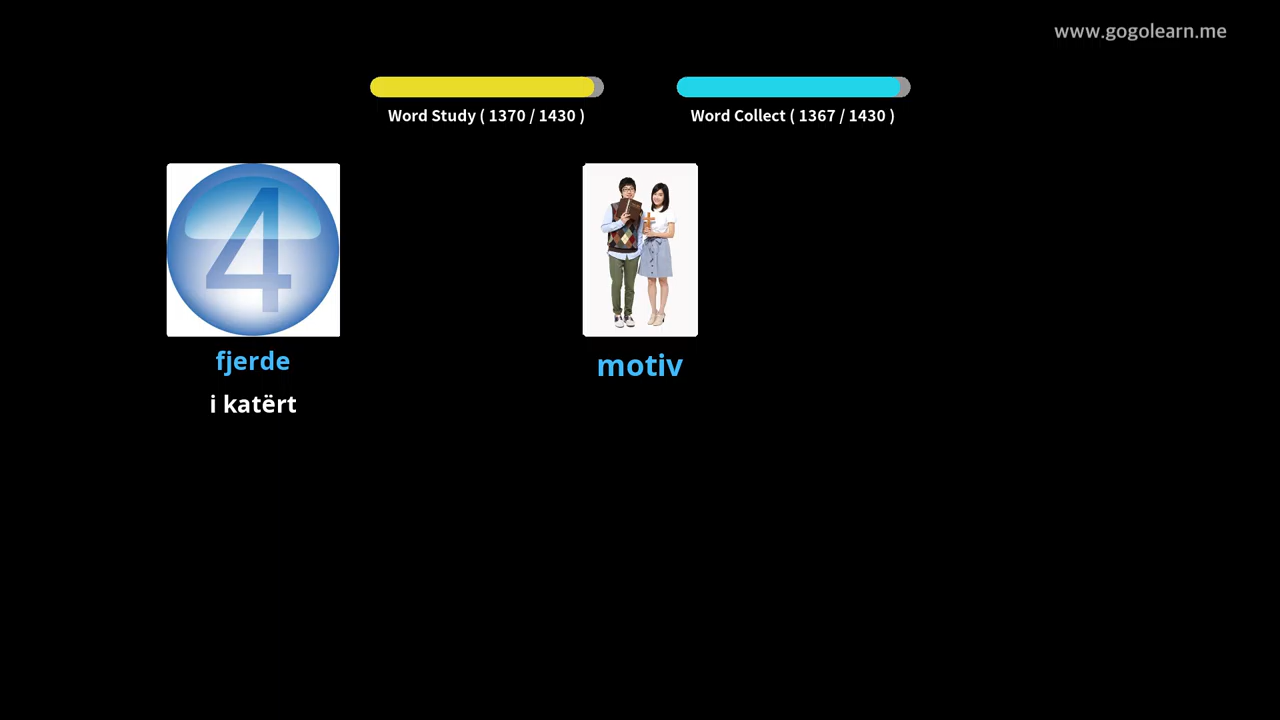 www.gogolearn.me
Word Study ( 1370 / 1430 )
Word Collect ( 1367 / 1430 )
4
fjerde
i katërt
motiv